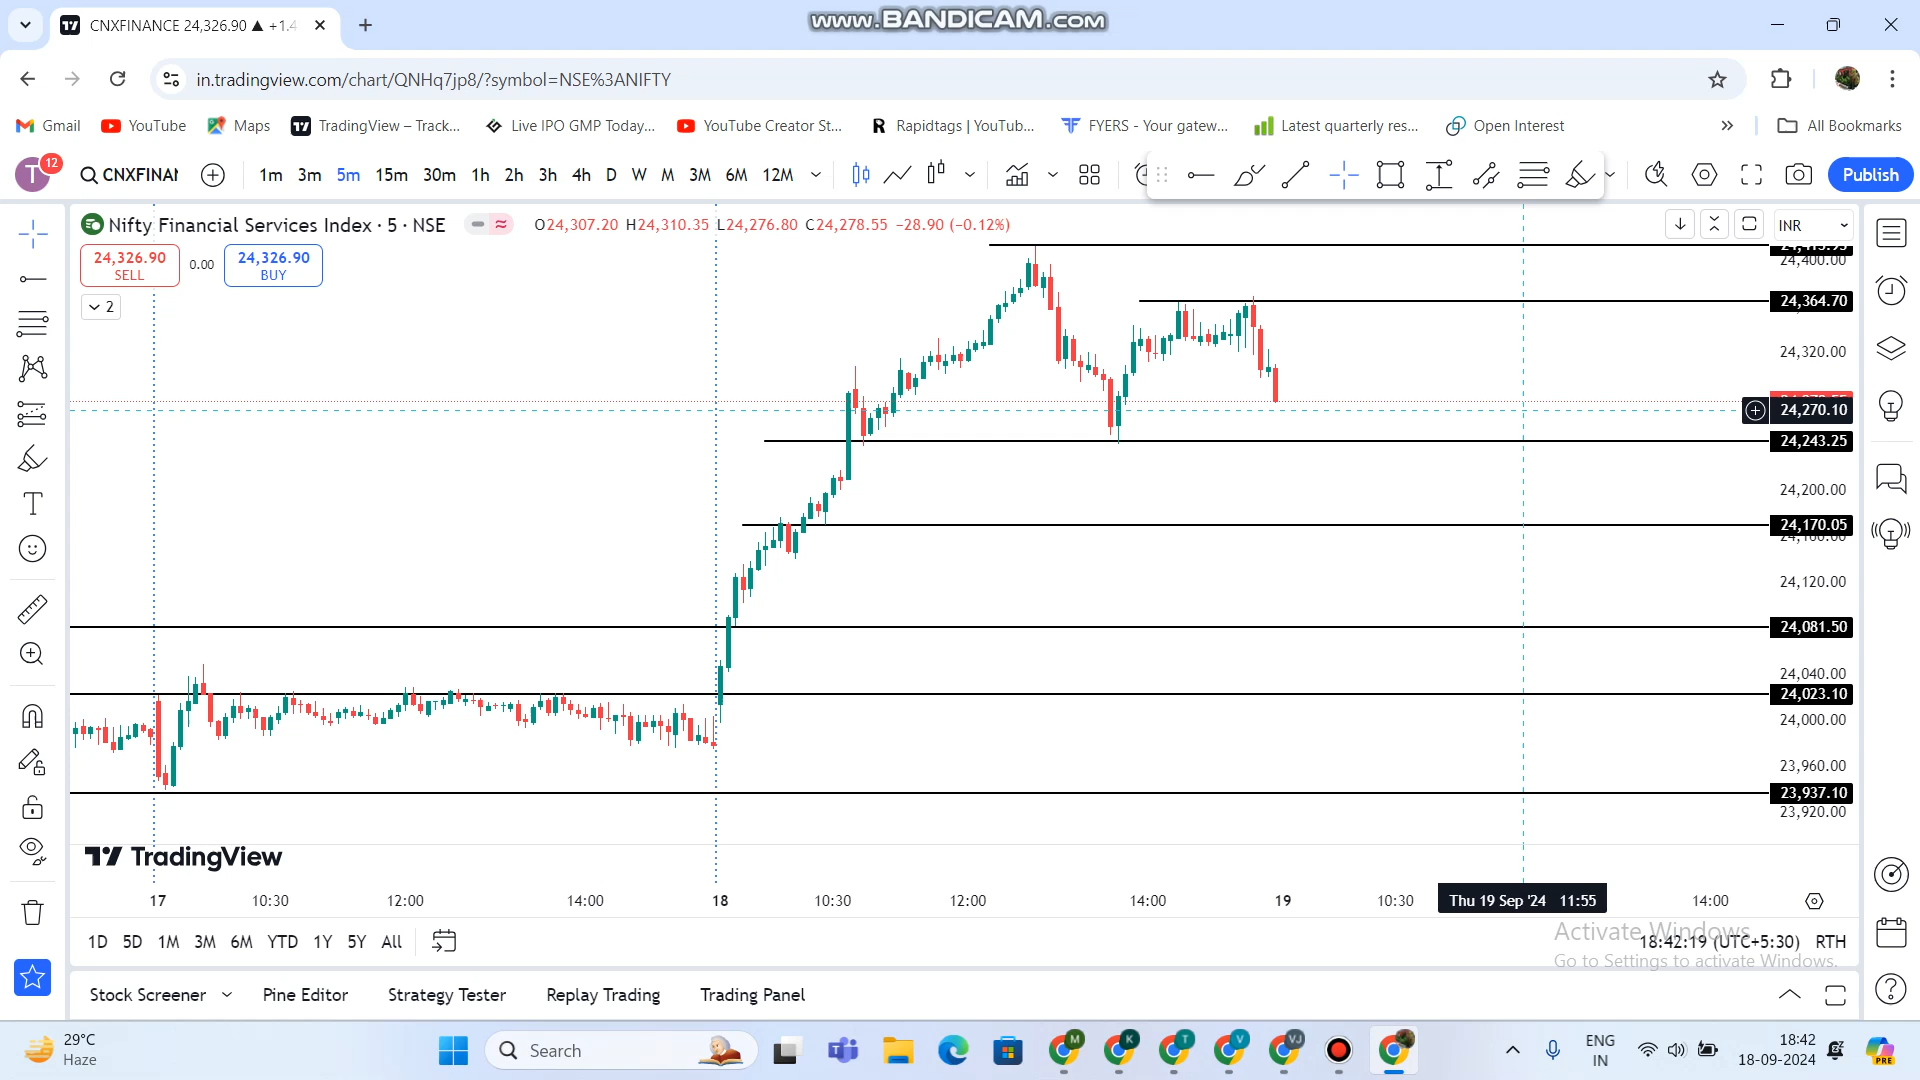 CNXFINANCE 24,326.90 ▲ +1.4
www.BANDICAM.com
in.tradingview.com/chart/QNHq7jp8/?symbol=NSE%3ANIFTY
Gmail YouTube Maps TradingView – Track... Live IPO GMP Today,... YouTube Creator St... Rapidtags | YouTub... FYERS - Your gatew... Latest quarterly res... Open Interest » All Bookmarks
T 12 CNXFINAN 1m 3m 5m 15m 30m 1h 2h 3h 4h D W M 3M 6M 12M Publish
Nifty Financial Services Index · 5 · NSE O24,307.20 H24,310.35 L24,276.80 C24,278.55 −28.90 (−0.12%) INR
24,326.90 SELL 0.00 24,326.90 BUY
2
24,400.00
24,364.70
24,320.00
24,270.10
24,243.25
24,200.00
24,170.05
24,120.00
24,081.50
24,040.00
24,023.10
24,000.00
23,960.00
23,937.10
23,920.00
TradingView
17 10:30 12:00 14:00 18 10:30 12:00 14:00 19 10:30 Thu 19 Sep '24 11:55 14:00
1D 5D 1M 3M 6M YTD 1Y 5Y All 18:42:19 (UTC+5:30) RTH
Activate Windows
Go to Settings to activate Windows.
Stock Screener Pine Editor Strategy Tester Replay Trading Trading Panel
29°C
Haze
Search
M K T V VJ
ENG
IN
18:42
18-09-2024
PRE